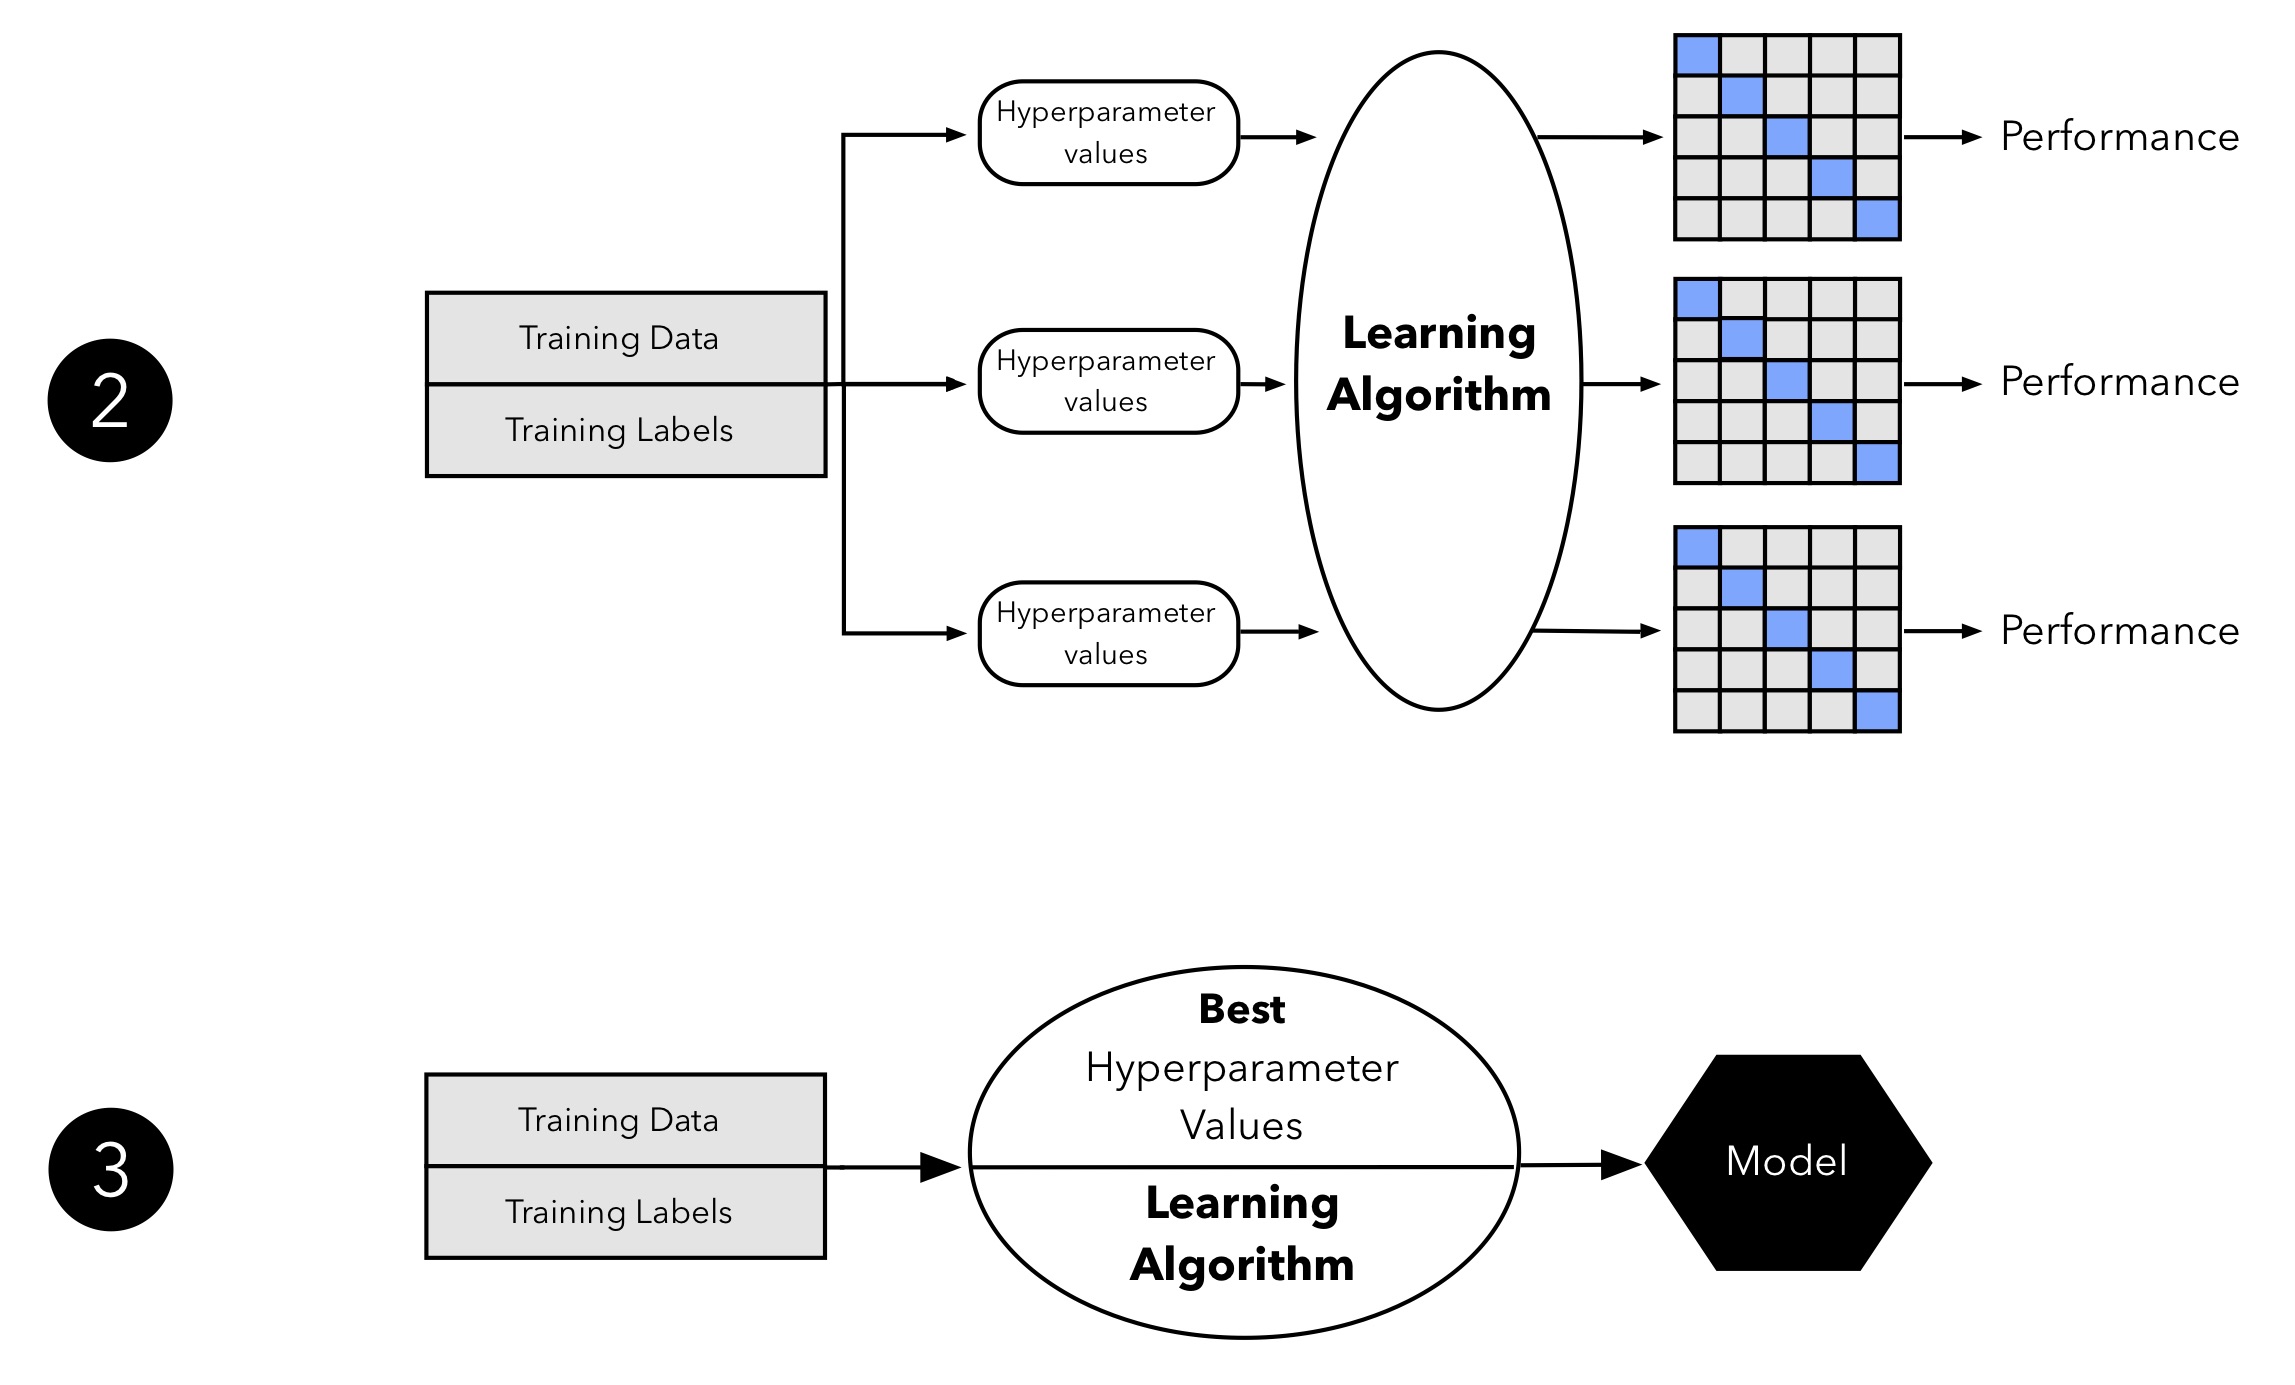 Hyperparameter
values
Performance
2
Training Data
Training Labels
Hyperparameter
values
Learning
Algorithm
Performance
Hyperparameter
values
Performance
3
Training Data
Training Labels
Best
Hyperparameter
Values
Learning
Algorithm
Model